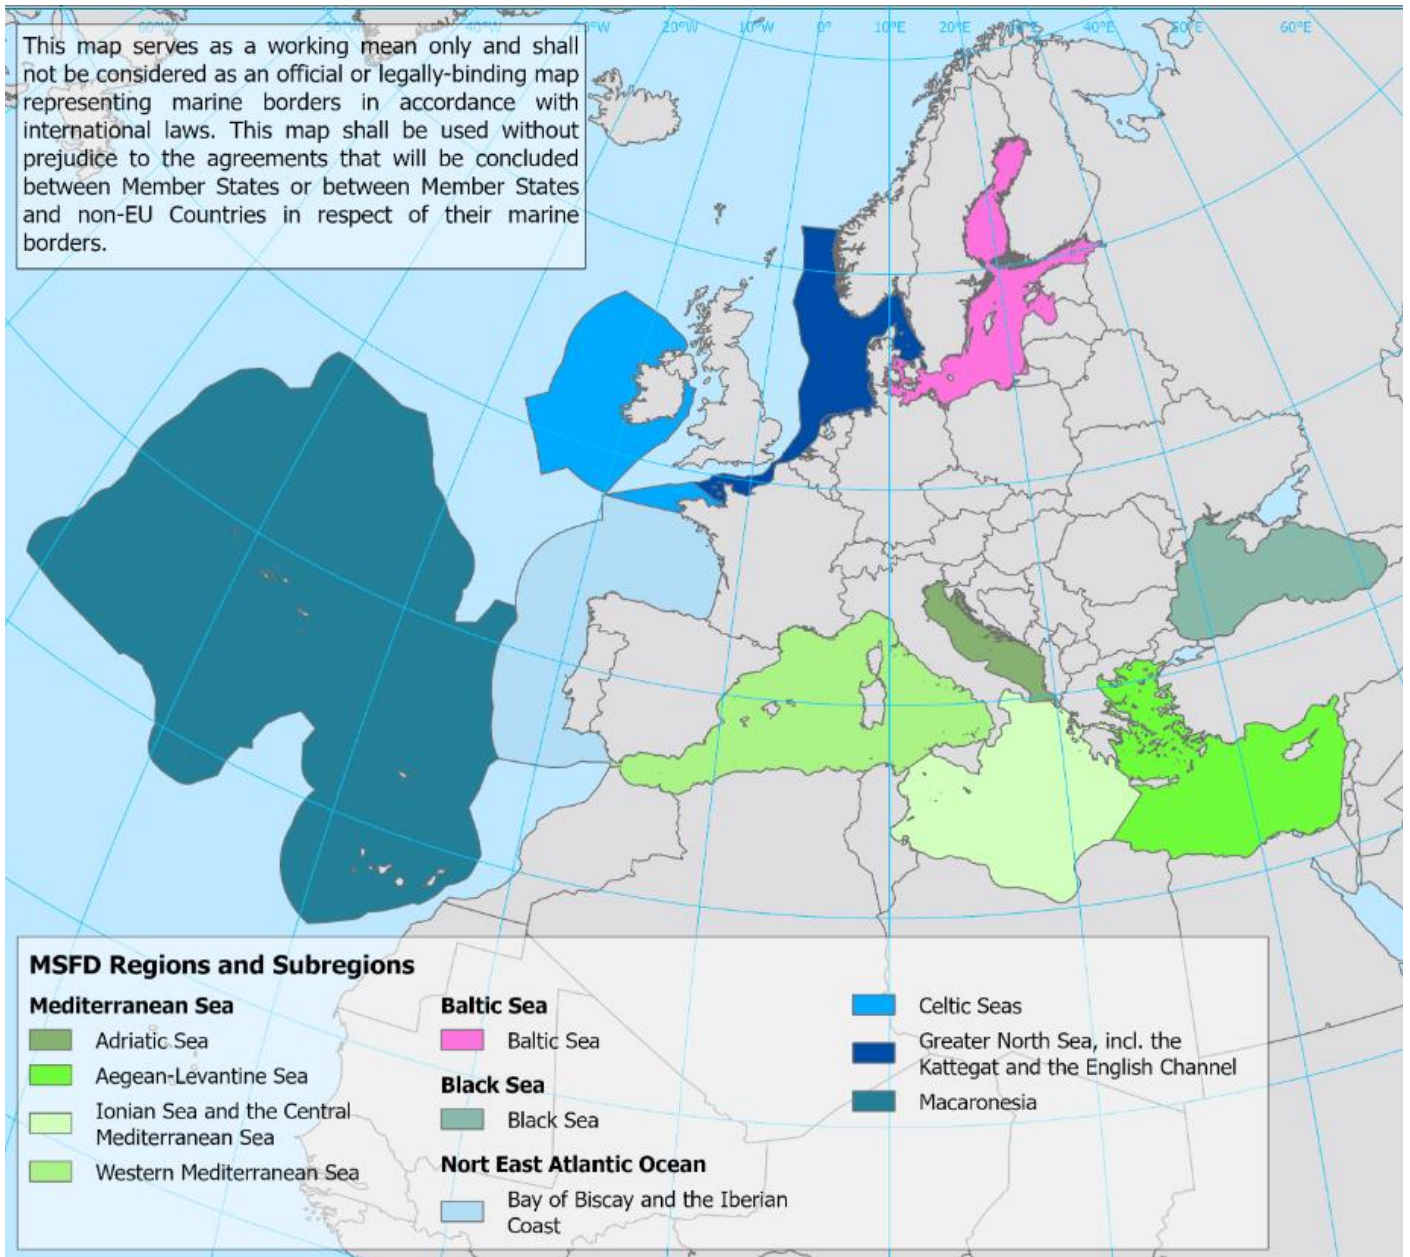 60°W
50°W
40°W
30°W
20°W
10°W
0°
10°E
20°E
30°E
40°E
50°E
60°E
This map serves as a working mean only and shall
not be considered as an official or legally-binding map
representing marine borders in accordance with
international laws. This map shall be used without
prejudice to the agreements that will be concluded
between Member States or between Member States
and non-EU Countries in respect of their marine
borders.
MSFD Regions and Subregions
Mediterranean Sea
Adriatic Sea
Aegean-Levantine Sea
Ionian Sea and the Central
Mediterranean Sea
Western Mediterranean Sea
Baltic Sea
Baltic Sea
Black Sea
Black Sea
Nort East Atlantic Ocean
Bay of Biscay and the Iberian
Coast
Celtic Seas
Greater North Sea, incl. the
Kattegat and the English Channel
Macaronesia